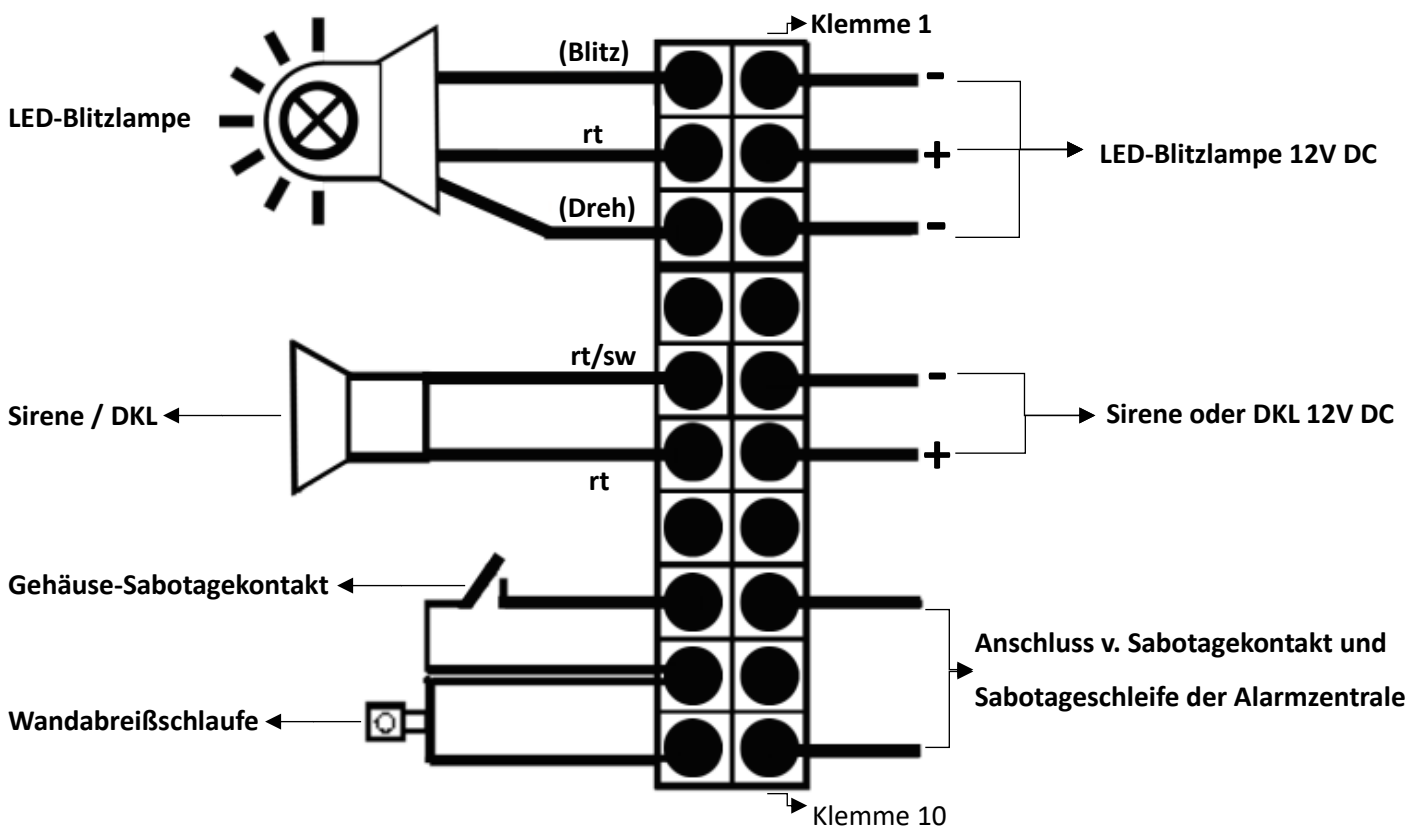 Klemme 1
(Blitz)
-
LED-Blitzlampe
rt
+
LED-Blitzlampe 12V DC
(Dreh)
-
rt/sw
-
Sirene / DKL
Sirene oder DKL 12V DC
+
rt
Gehäuse-Sabotagekontakt
Anschluss v. Sabotagekontakt und
Sabotageschleife der Alarmzentrale
Wandabreißschlaufe
Klemme 10